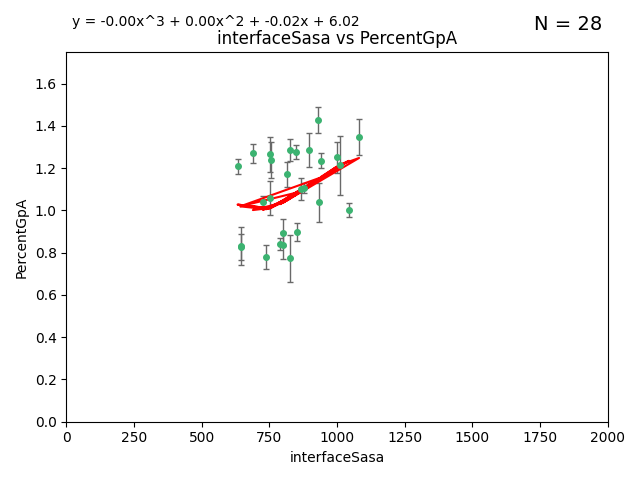 y = -0.00x^3 + 0.00x^2 + -0.02x + 6.02
N = 28
interfaceSasa vs PercentGpA
1.6
1.4
1.2
1.0
0.8
0.6
0.4
0.2
0.0
PercentGpA
0 250 500 750 1000 1250 1500 1750 2000
interfaceSasa